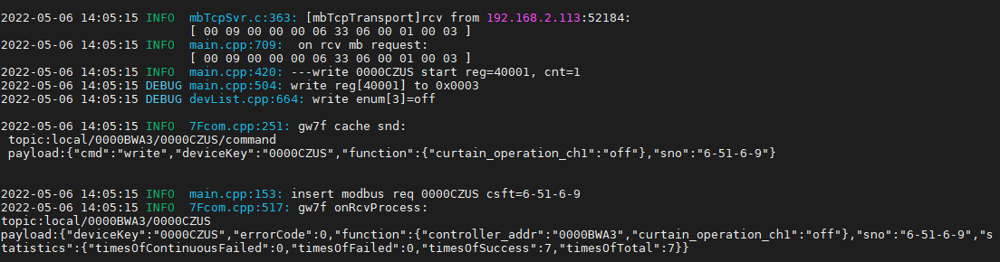 2022-05-06 14:05:15 INFO  mbTcpSvr.c:363: [mbTcpTransport]rcv from 192.168.2.113:52184:
[ 00 09 00 00 00 06 33 06 00 01 00 03 ]
2022-05-06 14:05:15 INFO  main.cpp:709:  on rcv mb request:
[ 00 09 00 00 00 06 33 06 00 01 00 03 ]
2022-05-06 14:05:15 INFO  main.cpp:420: ---write 0000CZUS start reg=40001, cnt=1
2022-05-06 14:05:15 DEBUG main.cpp:504: write reg[40001] to 0x0003
2022-05-06 14:05:15 DEBUG devList.cpp:664: write enum[3]=off
2022-05-06 14:05:15 INFO  7Fcom.cpp:251: gw7f cache snd:
topic:local/0000BWA3/0000CZUS/command
payload:{"cmd":"write","deviceKey":"0000CZUS","function":{"curtain_operation_ch1":"off"},"sno":"6-51-6-9"}
2022-05-06 14:05:15 INFO  main.cpp:153: insert modbus req 0000CZUS csft=6-51-6-9
2022-05-06 14:05:15 INFO  7Fcom.cpp:517: gw7f onRcvProcess:
topic:local/0000BWA3/0000CZUS
payload:{"deviceKey":"0000CZUS","errorCode":0,"function":{"controller_addr":"0000BWA3","curtain_operation_ch1":"off"},"sno":"6-51-6-9","s
tatistics":{"timesOfContinuousFailed":0,"timesOfFailed":0,"timesOfSuccess":7,"timesOfTotal":7}}